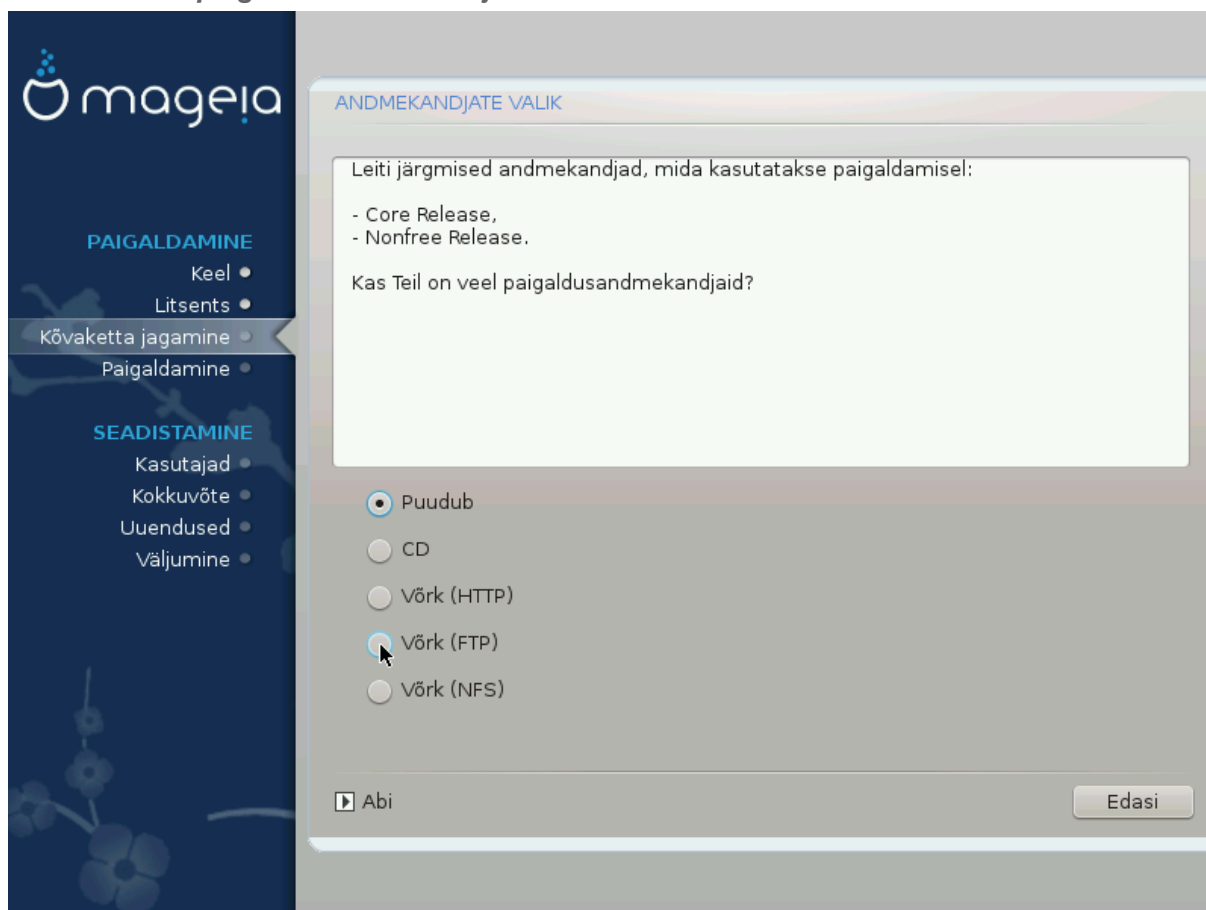 mageia
ANDMEKANDJATE VALIK
Leiti järgmised andmekandjad, mida kasutatakse paigaldamisel:
- Core Release,
- Nonfree Release.
Kas Teil on veel paigaldusandmekandjaid?
PAIGALDAMINE
Keel
Litsents
Kõvaketta jagamine
Paigaldamine
SEADISTAMINE
Kasutajad
Kokkuvõte
Uuendused
Väljumine
Puudub
CD
Võrk (HTTP)
Võrk (FTP)
Võrk (NFS)
Abi
Edasi